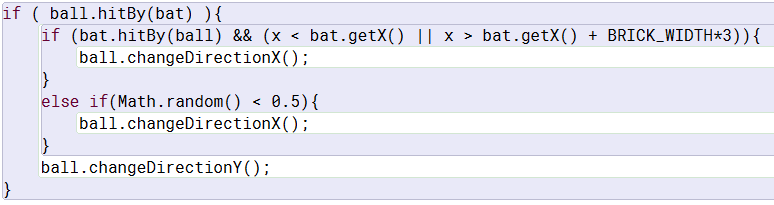 if ( ball.hitBy(bat) ){
if (bat.hitBy(ball) && (x < bat.getX() || x > bat.getX() + BRICK_WIDTH*3)){
ball.changeDirectionX();
}
else if(Math.random() < 0.5){
ball.changeDirectionX();
}
ball.changeDirectionY();
}